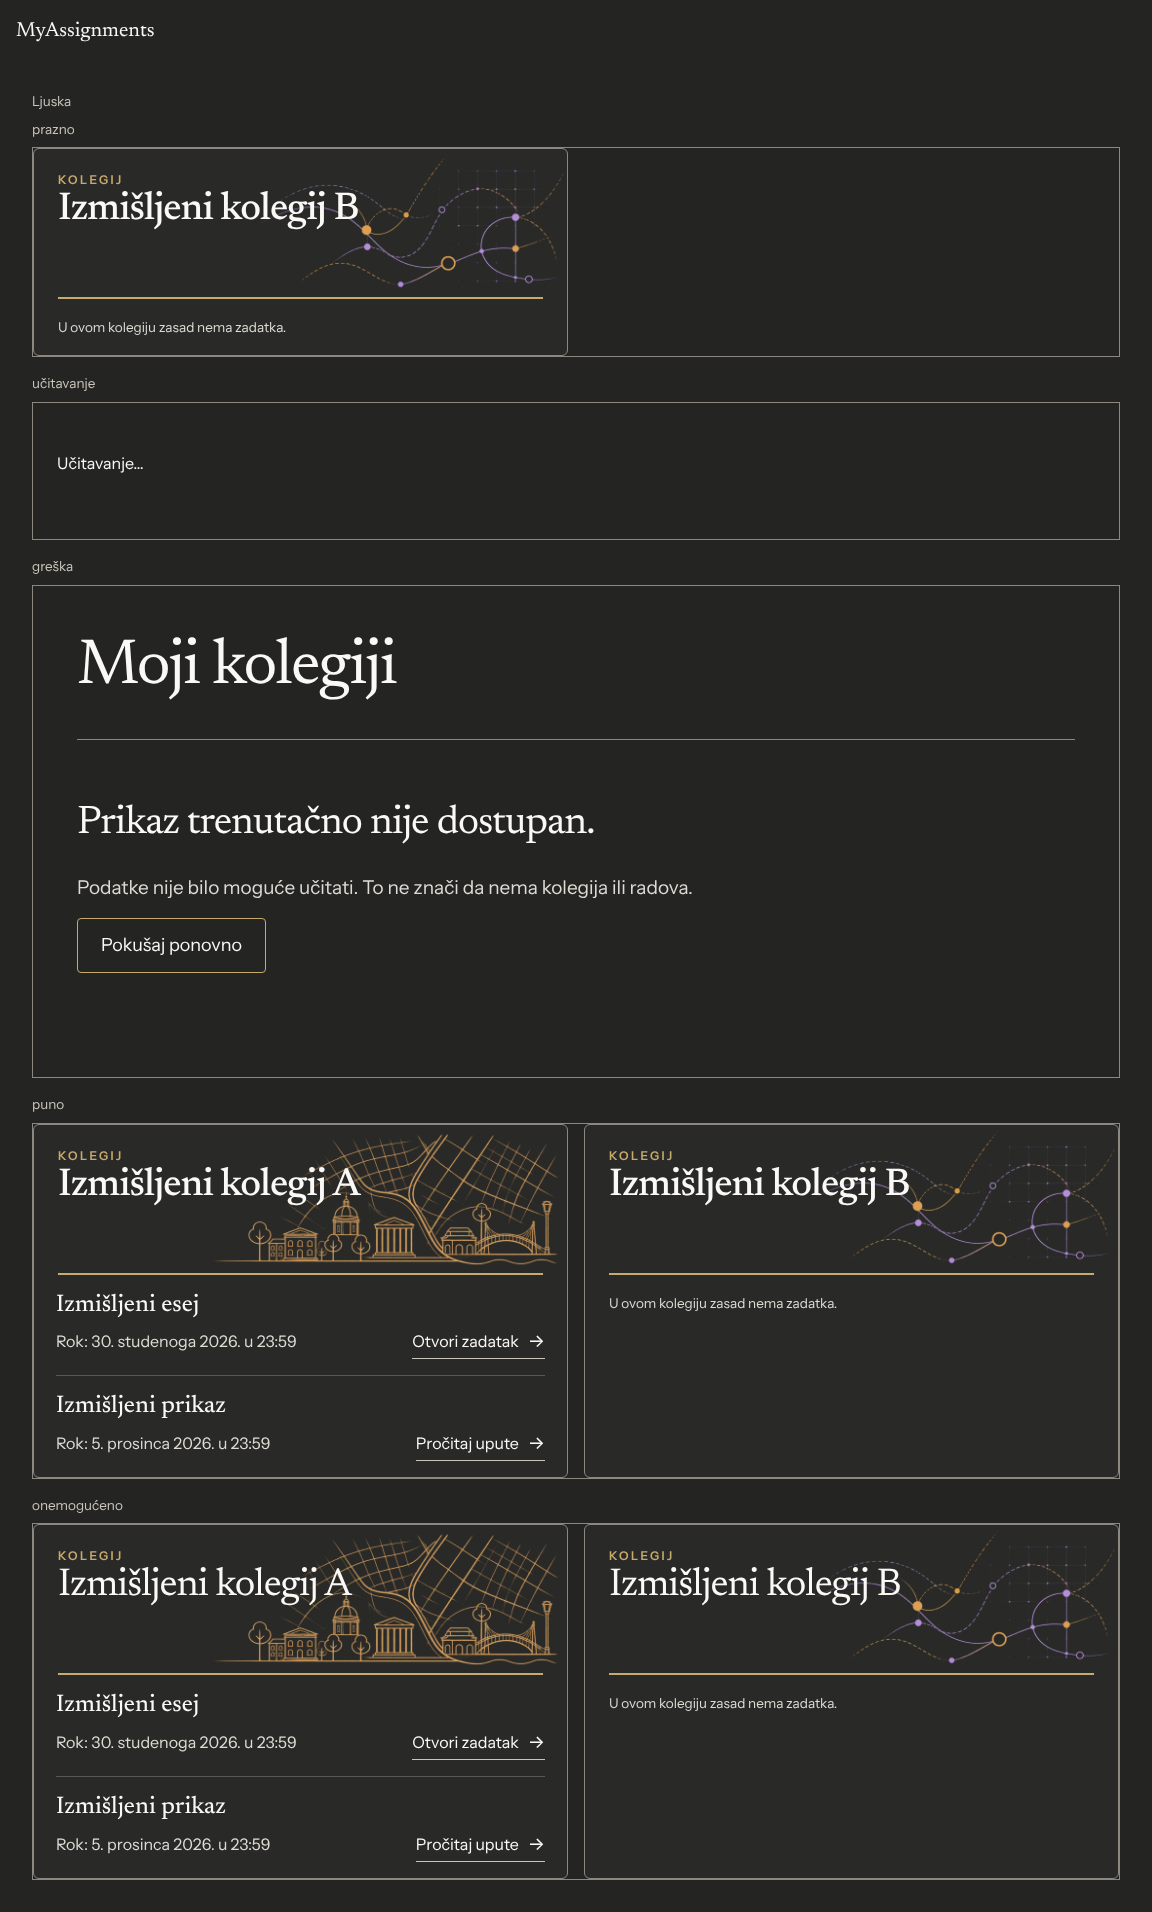 MyAssignments
Ljuska
prazno
KOLEGIJ
Izmišljeni kolegij B
U ovom kolegiju zasad nema zadatka.
učitavanje
Učitavanje…
greška
Moji kolegiji
Prikaz trenutačno nije dostupan.
Podatke nije bilo moguće učitati. To ne znači da nema kolegija ili radova.
Pokušaj ponovno
puno
KOLEGIJ
Izmišljeni kolegij A
Izmišljeni esej
Rok: 30. studenoga 2026. u 23:59
Otvori zadatak →
Izmišljeni prikaz
Rok: 5. prosinca 2026. u 23:59
Pročitaj upute →
KOLEGIJ
Izmišljeni kolegij B
U ovom kolegiju zasad nema zadatka.
onemogućeno
KOLEGIJ
Izmišljeni kolegij A
Izmišljeni esej
Rok: 30. studenoga 2026. u 23:59
Otvori zadatak →
Izmišljeni prikaz
Rok: 5. prosinca 2026. u 23:59
Pročitaj upute →
KOLEGIJ
Izmišljeni kolegij B
U ovom kolegiju zasad nema zadatka.